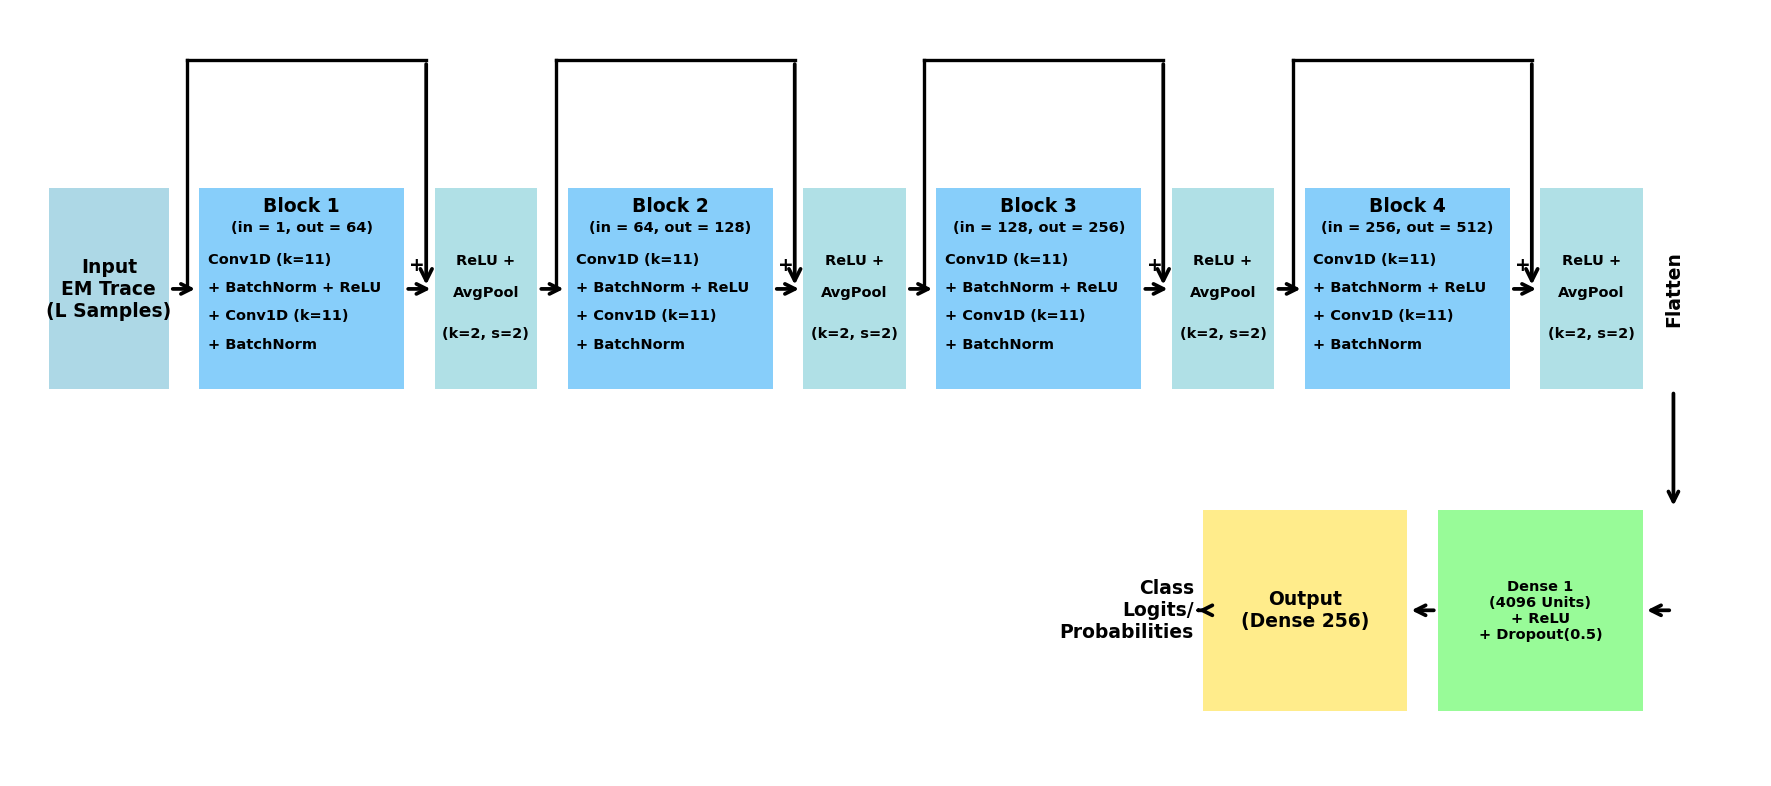 Input
EM Trace
(L Samples)
Block 1
(in = 1, out = 64)
Conv1D (k=11)
+ BatchNorm + ReLU
+ Conv1D (k=11)
+ BatchNorm
+
ReLU +
AvgPool
(k=2, s=2)
Block 2
(in = 64, out = 128)
Conv1D (k=11)
+ BatchNorm + ReLU
+ Conv1D (k=11)
+ BatchNorm
+
ReLU +
AvgPool
(k=2, s=2)
Block 3
(in = 128, out = 256)
Conv1D (k=11)
+ BatchNorm + ReLU
+ Conv1D (k=11)
+ BatchNorm
+
ReLU +
AvgPool
(k=2, s=2)
Block 4
(in = 256, out = 512)
Conv1D (k=11)
+ BatchNorm + ReLU
+ Conv1D (k=11)
+ BatchNorm
+
ReLU +
AvgPool
(k=2, s=2)
Flatten
Dense 1
(4096 Units)
+ ReLU
+ Dropout(0.5)
Output
(Dense 256)
Class
Logits/
Probabilities